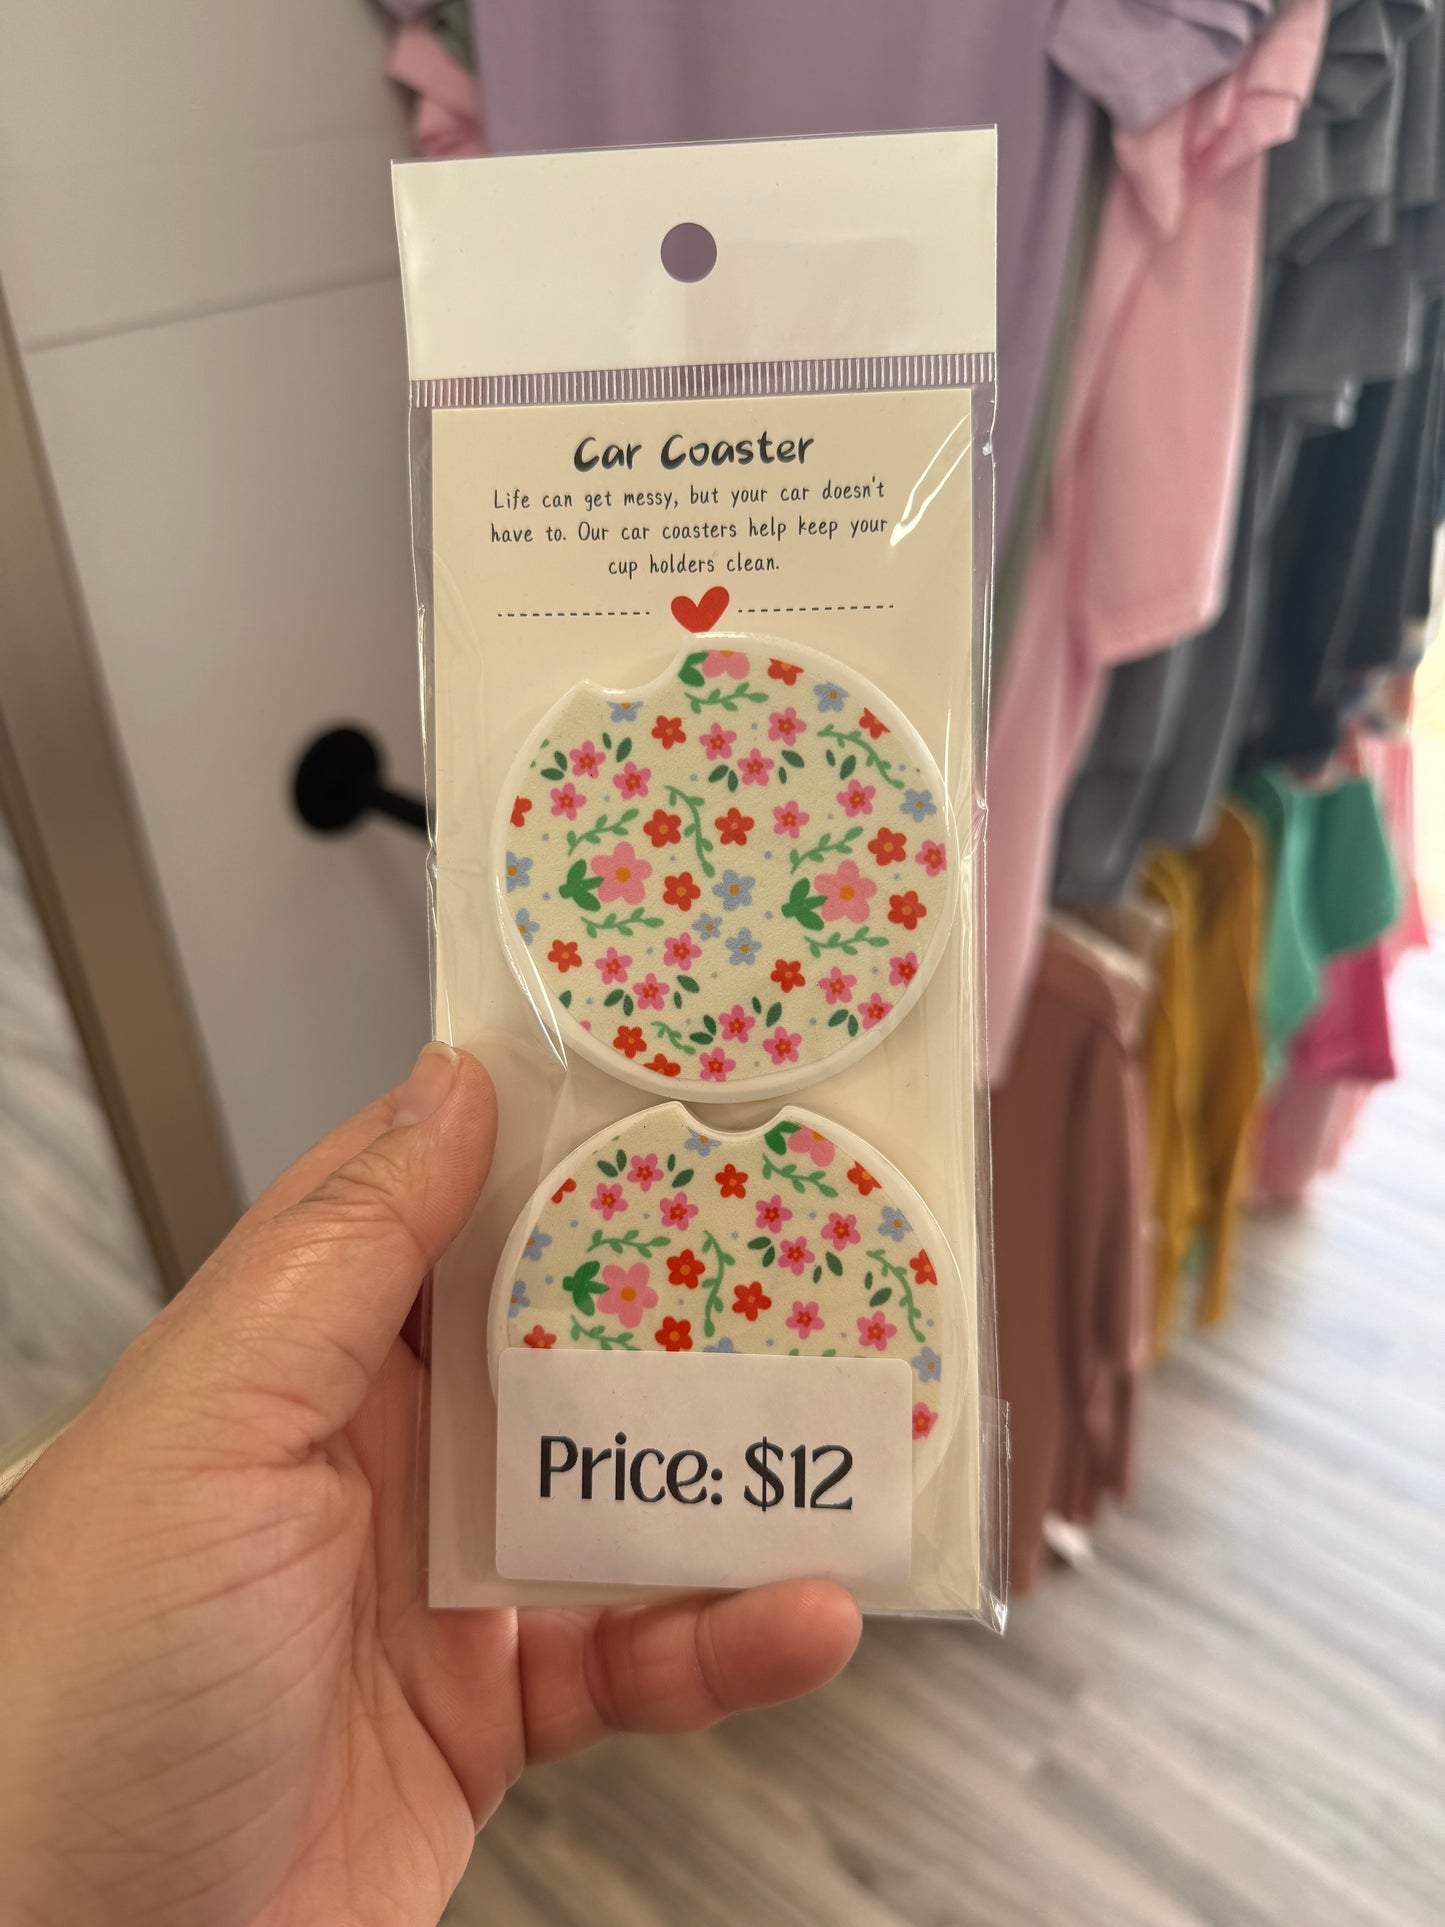 Car Coaster
Life can get messy, but your car doesn't
have to. Our car coasters help keep your
cup holders clean.
Price: $12